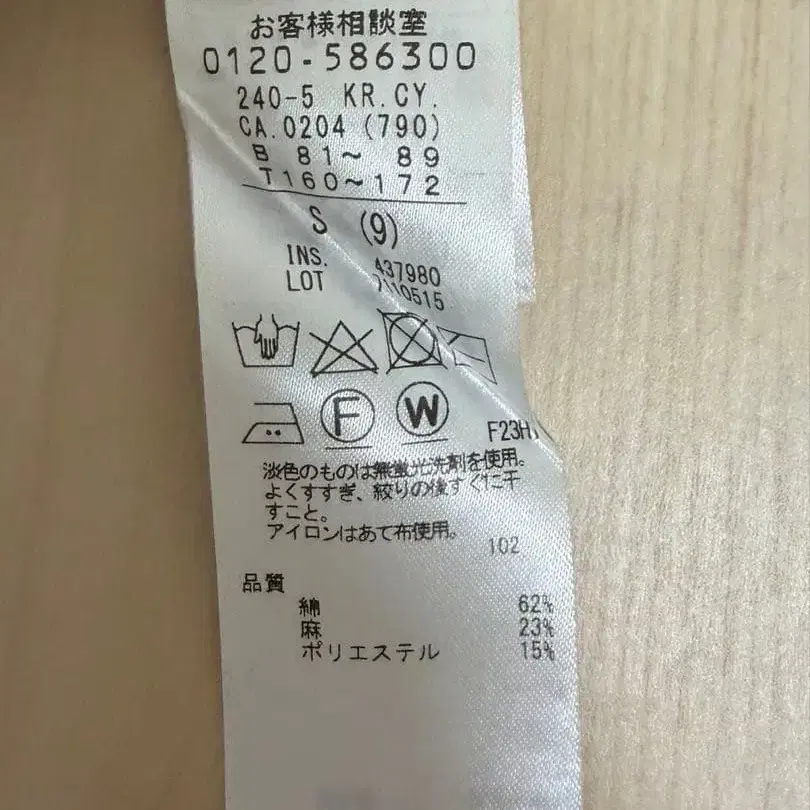 お客様相談室
0120-586300
240-5 KR.CY.
CA.0204 (790)
B 81～ 89
T160～172
S (9)
INS. 437980
LOT 7110515
F
W
F23H
淡色のものは無蛍光洗剤を使用。
よくすすぎ、絞りの後すぐに干
すこと。
アイロンはあて布使用。
102
品質
綿 62%
麻 23%
ポリエステル 15%